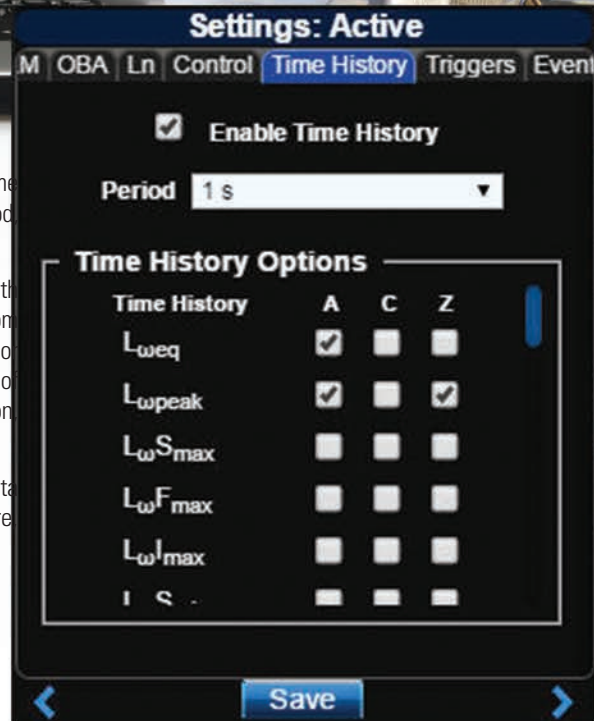 Settings: Active
M OBA Ln Control Time History Triggers Event
Enable Time History
Period 1 s
Time History Options
Time History A C Z
Lωeq
Lωpeak
LωSmax
LωFmax
LωImax
Save